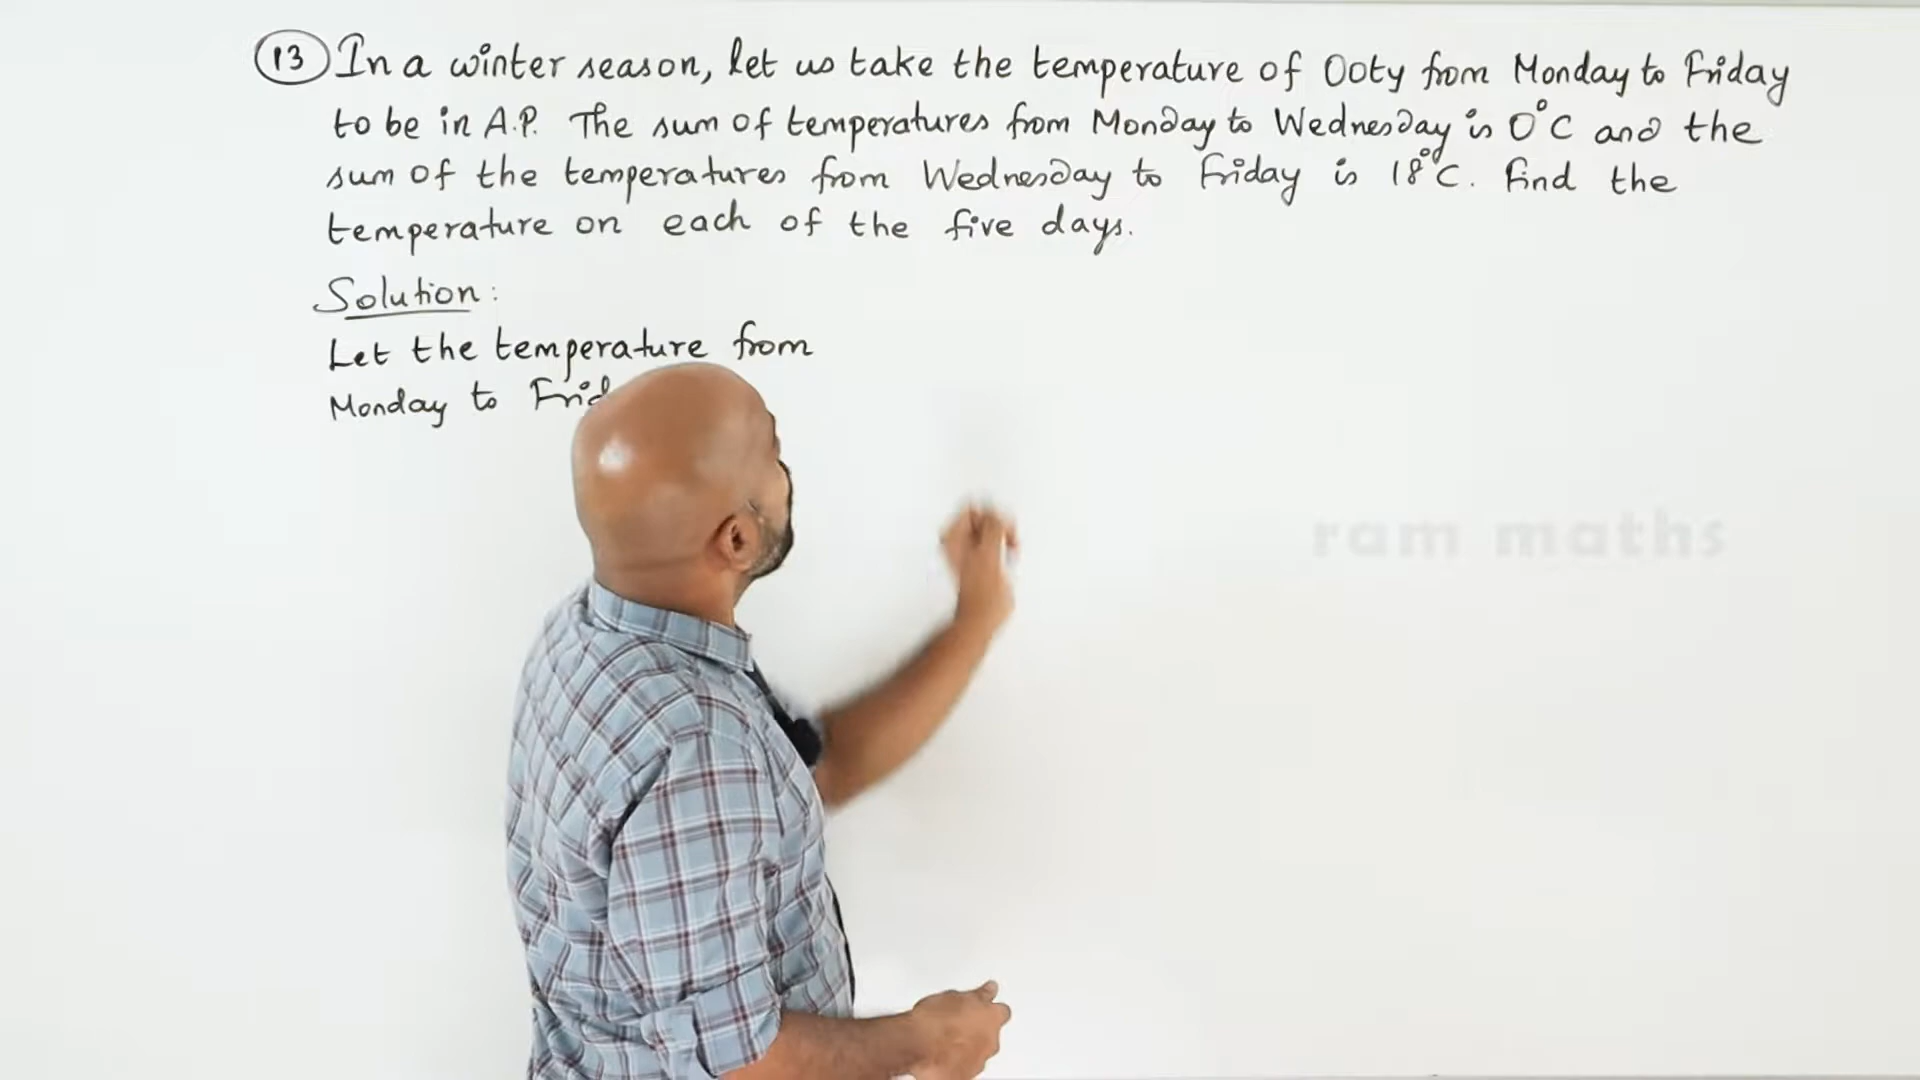 13 In a winter season, let us take the temperature of Ooty from Monday to Friday
to be in A.P. The sum of temperatures from Monday to Wednesday is 0°C and the
sum of the temperatures from Wednesday to Friday is 18°C. Find the
temperature on each of the five days.
Solution:
Let the temperature from
Monday to
ram maths